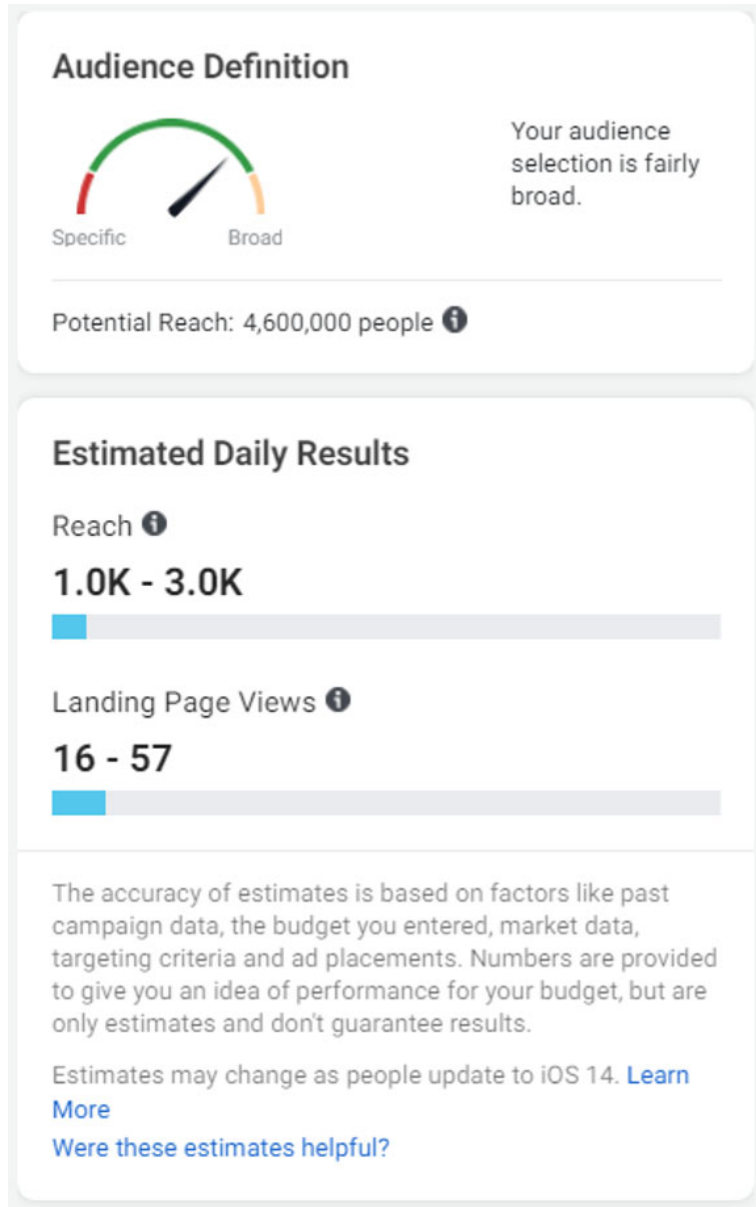 Audience Definition
Your audience
selection is fairly
broad.
Specific
Broad
Potential Reach: 4,600,000 people
Estimated Daily Results
Reach
1.0K - 3.0K
Landing Page Views
16 - 57
The accuracy of estimates is based on factors like past
campaign data, the budget you entered, market data,
targeting criteria and ad placements. Numbers are provided
to give you an idea of performance for your budget, but are
only estimates and don't guarantee results.
Estimates may change as people update to iOS 14. Learn
More
Were these estimates helpful?